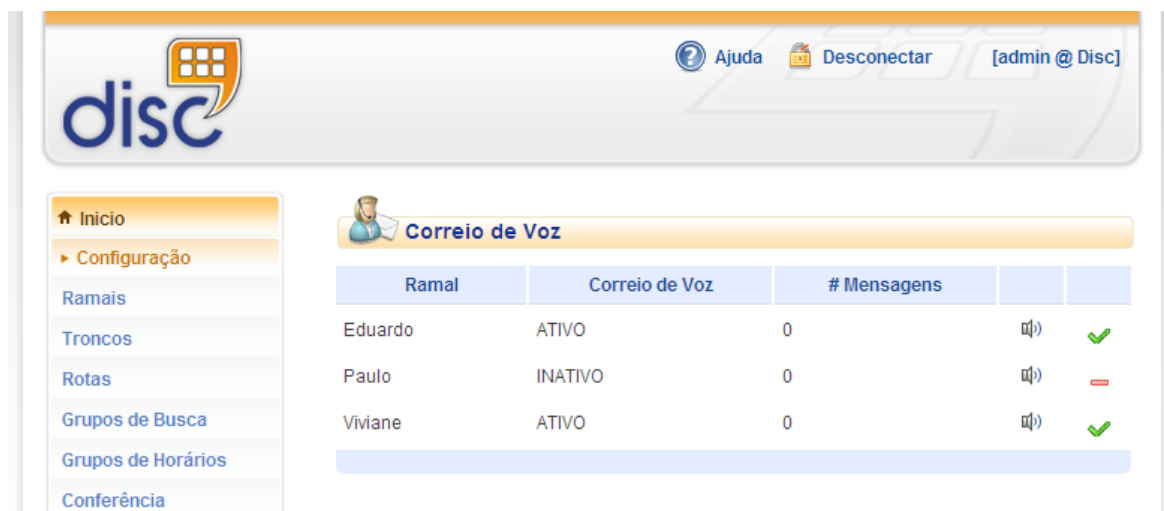 disc
Ajuda Desconectar [admin @ Disc]
Inicio
Configuração
Ramais
Troncos
Rotas
Grupos de Busca
Grupos de Horários
Conferência
Correio de Voz
Ramal Correio de Voz # Mensagens
Eduardo ATIVO 0
Paulo INATIVO 0
Viviane ATIVO 0